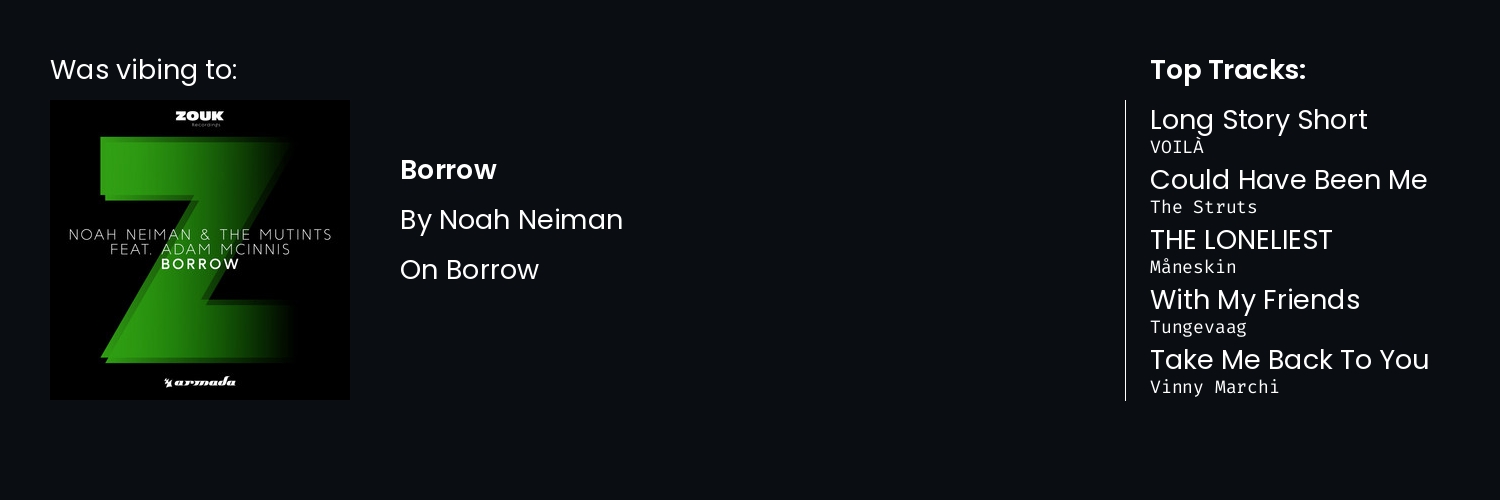 Was vibing to:
ZOUK
Recordings
NOAH NEIMAN & THE MUTINTS
FEAT. ADAM MCINNIS
BORROW
armada
Borrow
By Noah Neiman
On Borrow
Top Tracks:
Long Story Short
VOILÀ
Could Have Been Me
The Struts
THE LONELIEST
Måneskin
With My Friends
Tungevaag
Take Me Back To You
Vinny Marchi